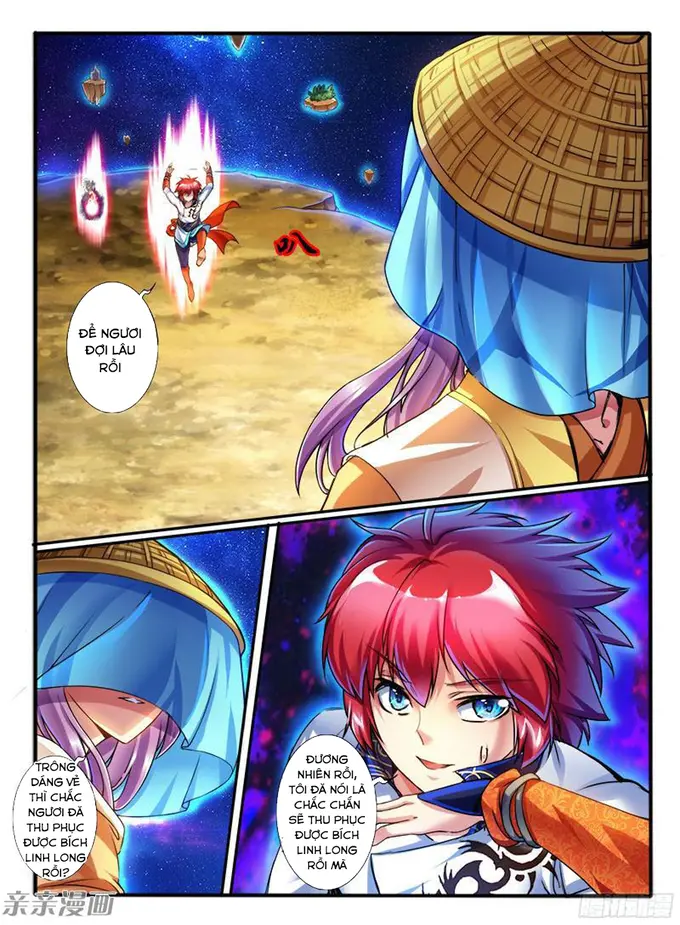 叭
ĐỂ NGƯƠI
ĐỢI LÂU
RỒI
TRÔNG
DÁNG VẺ
THÌ CHẮC
NGƯƠI ĐÃ
THU PHỤC
ĐƯỢC BÍCH
LINH LONG
RỒI?
ĐƯƠNG
NHIÊN RỒI,
TÔI ĐÃ NÓI LÀ
CHẮC CHẮN
SẼ THU PHỤC
ĐƯỢC BÍCH
LINH LONG
RỒI MÀ
亲亲漫画